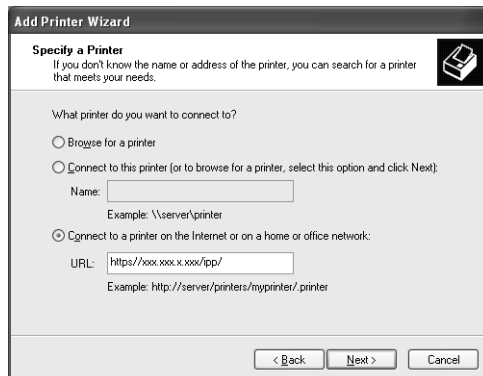 Add Printer Wizard
Specify a Printer
If you don't know the name or address of the printer, you can search for a printer
that meets your needs.
What printer do you want to connect to?
Browse for a printer
Connect to this printer (or to browse for a printer, select this option and click Next):
Name:
Example: \\server\printer
Connect to a printer on the Internet or on a home or office network:
URL: https//xxx.xxx.x.xxx/ipp/
Example: http://server/printers/myprinter/.printer
< Back Next > Cancel